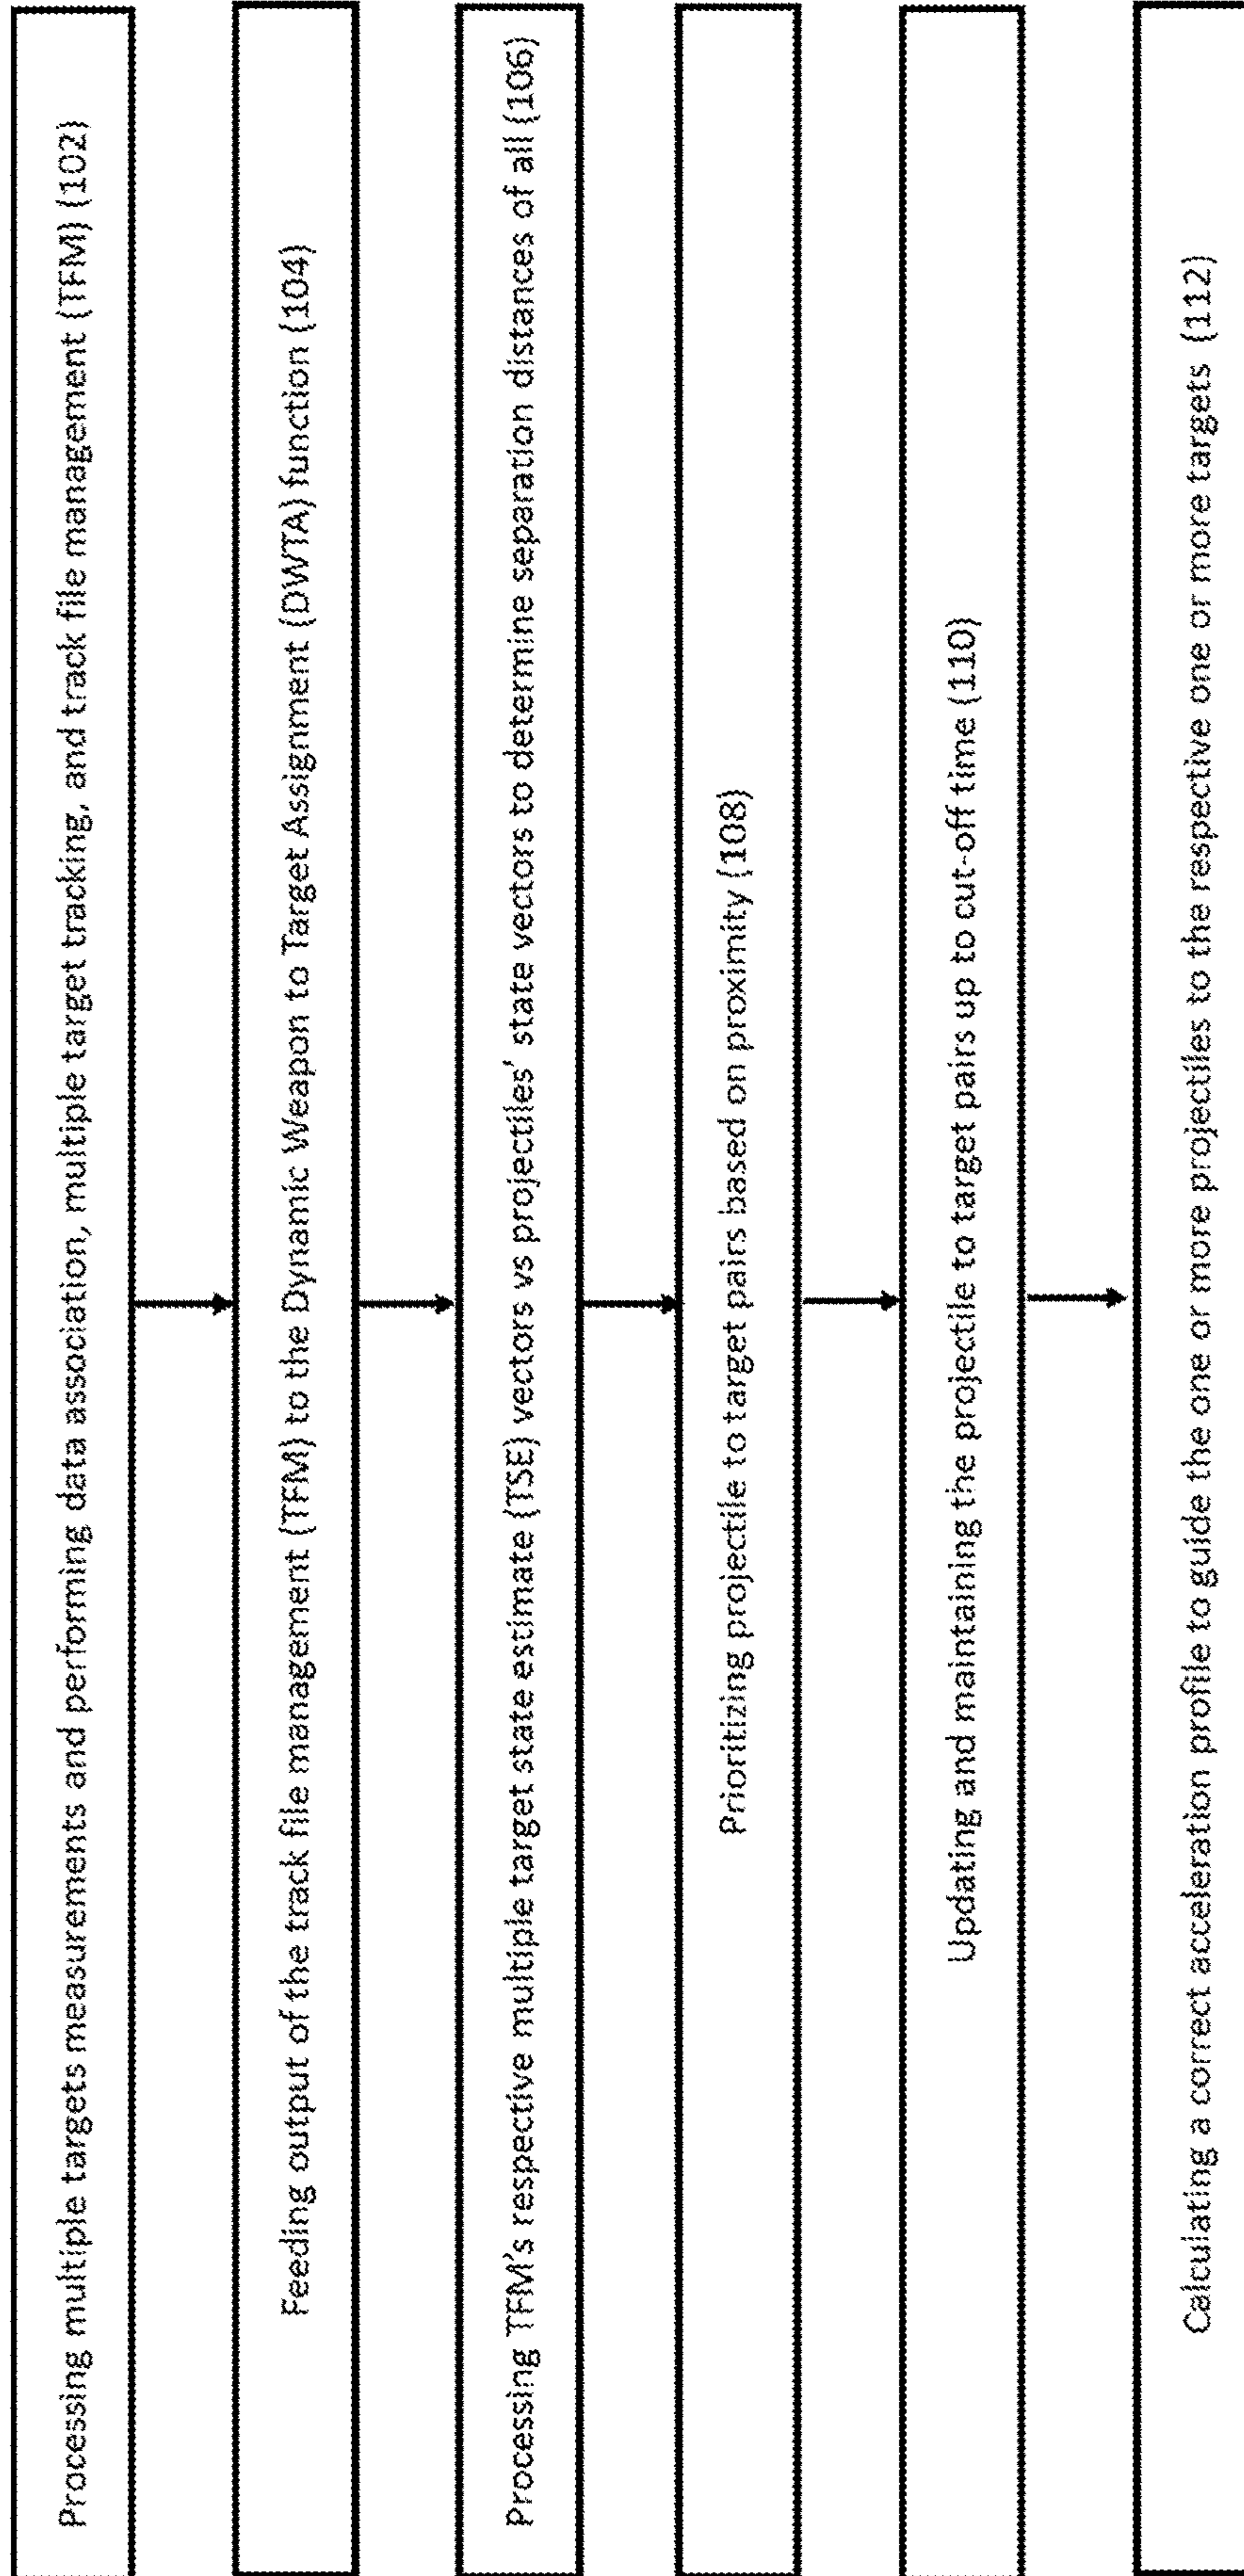 Processing multiple targets measurements and performing data association, multiple target tracking, and track file management (TFM) (102)
Feeding output of the track file management (TFM) to the Dynamic Weapon to Target Assignment (DWTA) function (104)
Processing TFM's respective multiple target state estimate (TSE) vectors vs projectiles' state vectors to determine separation distances of all (106)
Prioritizing projectile to target pairs based on proximity (108)
Updating and maintaining the projectile to target pairs up to cut-off time (110)
Calculating a correct acceleration profile to guide the one or more projectiles to the respective one or more targets (112)